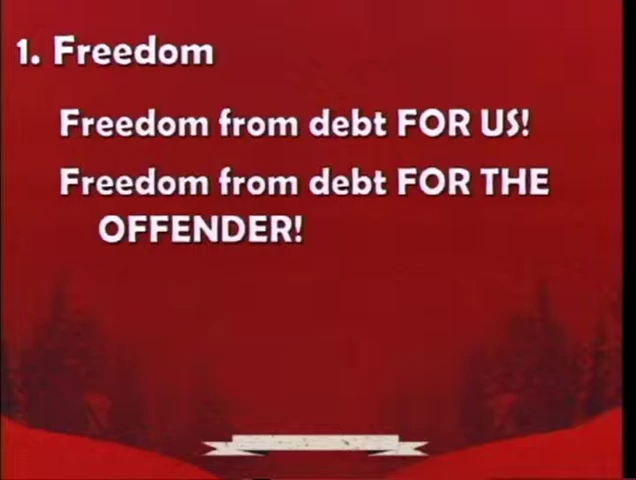 1. Freedom
Freedom from debt FOR US!
Freedom from debt FOR THE
OFFENDER!